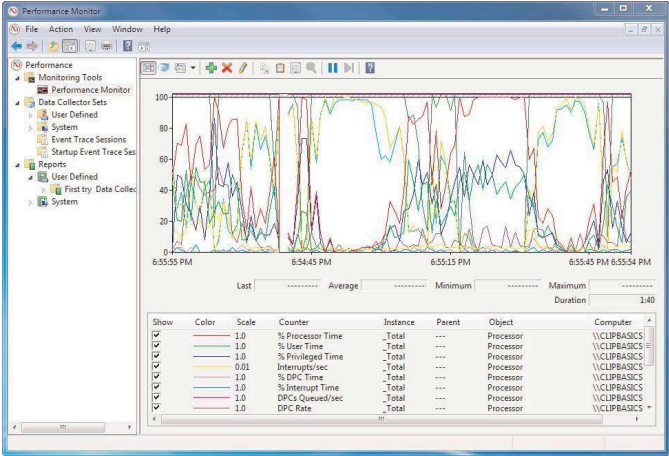 Performance Monitor
File Action View Window Help
Performance
Monitoring Tools
Performance Monitor
Data Collector Sets
User Defined
System
Event Trace Sessions
Startup Event Trace Ses
Reports
User Defined
First try Data Collec
System
100
80
60
40
20
0
6:55:55 PM 6:54:45 PM 6:55:15 PM 6:55:45 PM 6:55:54 PM
Last --------- Average --------- Minimum --------- Maximum ---------
Duration 1:40
Show Color Scale Counter Instance Parent Object Computer
1.0 % Processor Time _Total --- Processor \\CLIPBASICS
1.0 % User Time _Total --- Processor \\CLIPBASICS
1.0 % Privileged Time _Total --- Processor \\CLIPBASICS
0.01 Interrupts/sec _Total --- Processor \\CLIPBASICS
1.0 % DPC Time _Total --- Processor \\CLIPBASICS
1.0 % Interrupt Time _Total --- Processor \\CLIPBASICS
1.0 DPCs Queued/sec _Total --- Processor \\CLIPBASICS
1.0 DPC Rate _Total --- Processor \\CLIPBASICS